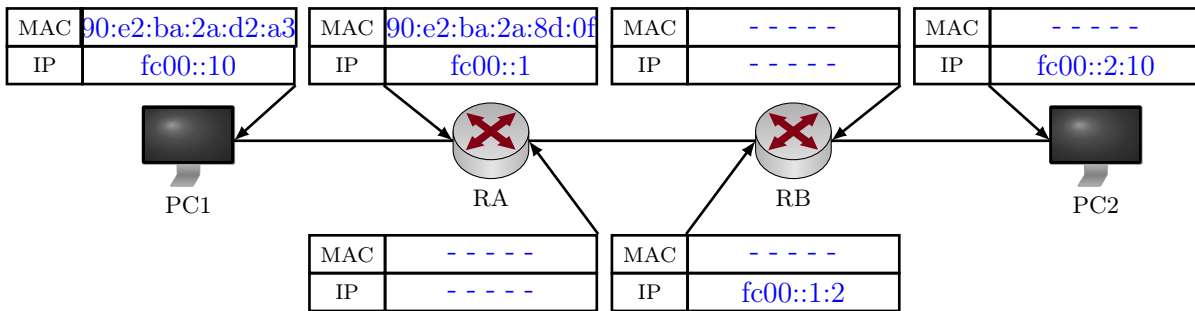 MAC 90:e2:ba:2a:d2:a3 MAC 90:e2:ba:2a:8d:0f MAC - - - - - MAC - - - - -
IP fc00::10 IP fc00::1 IP - - - - - IP fc00::2:10
PC1 RA RB PC2
MAC - - - - - MAC - - - - -
IP - - - - - IP fc00::1:2